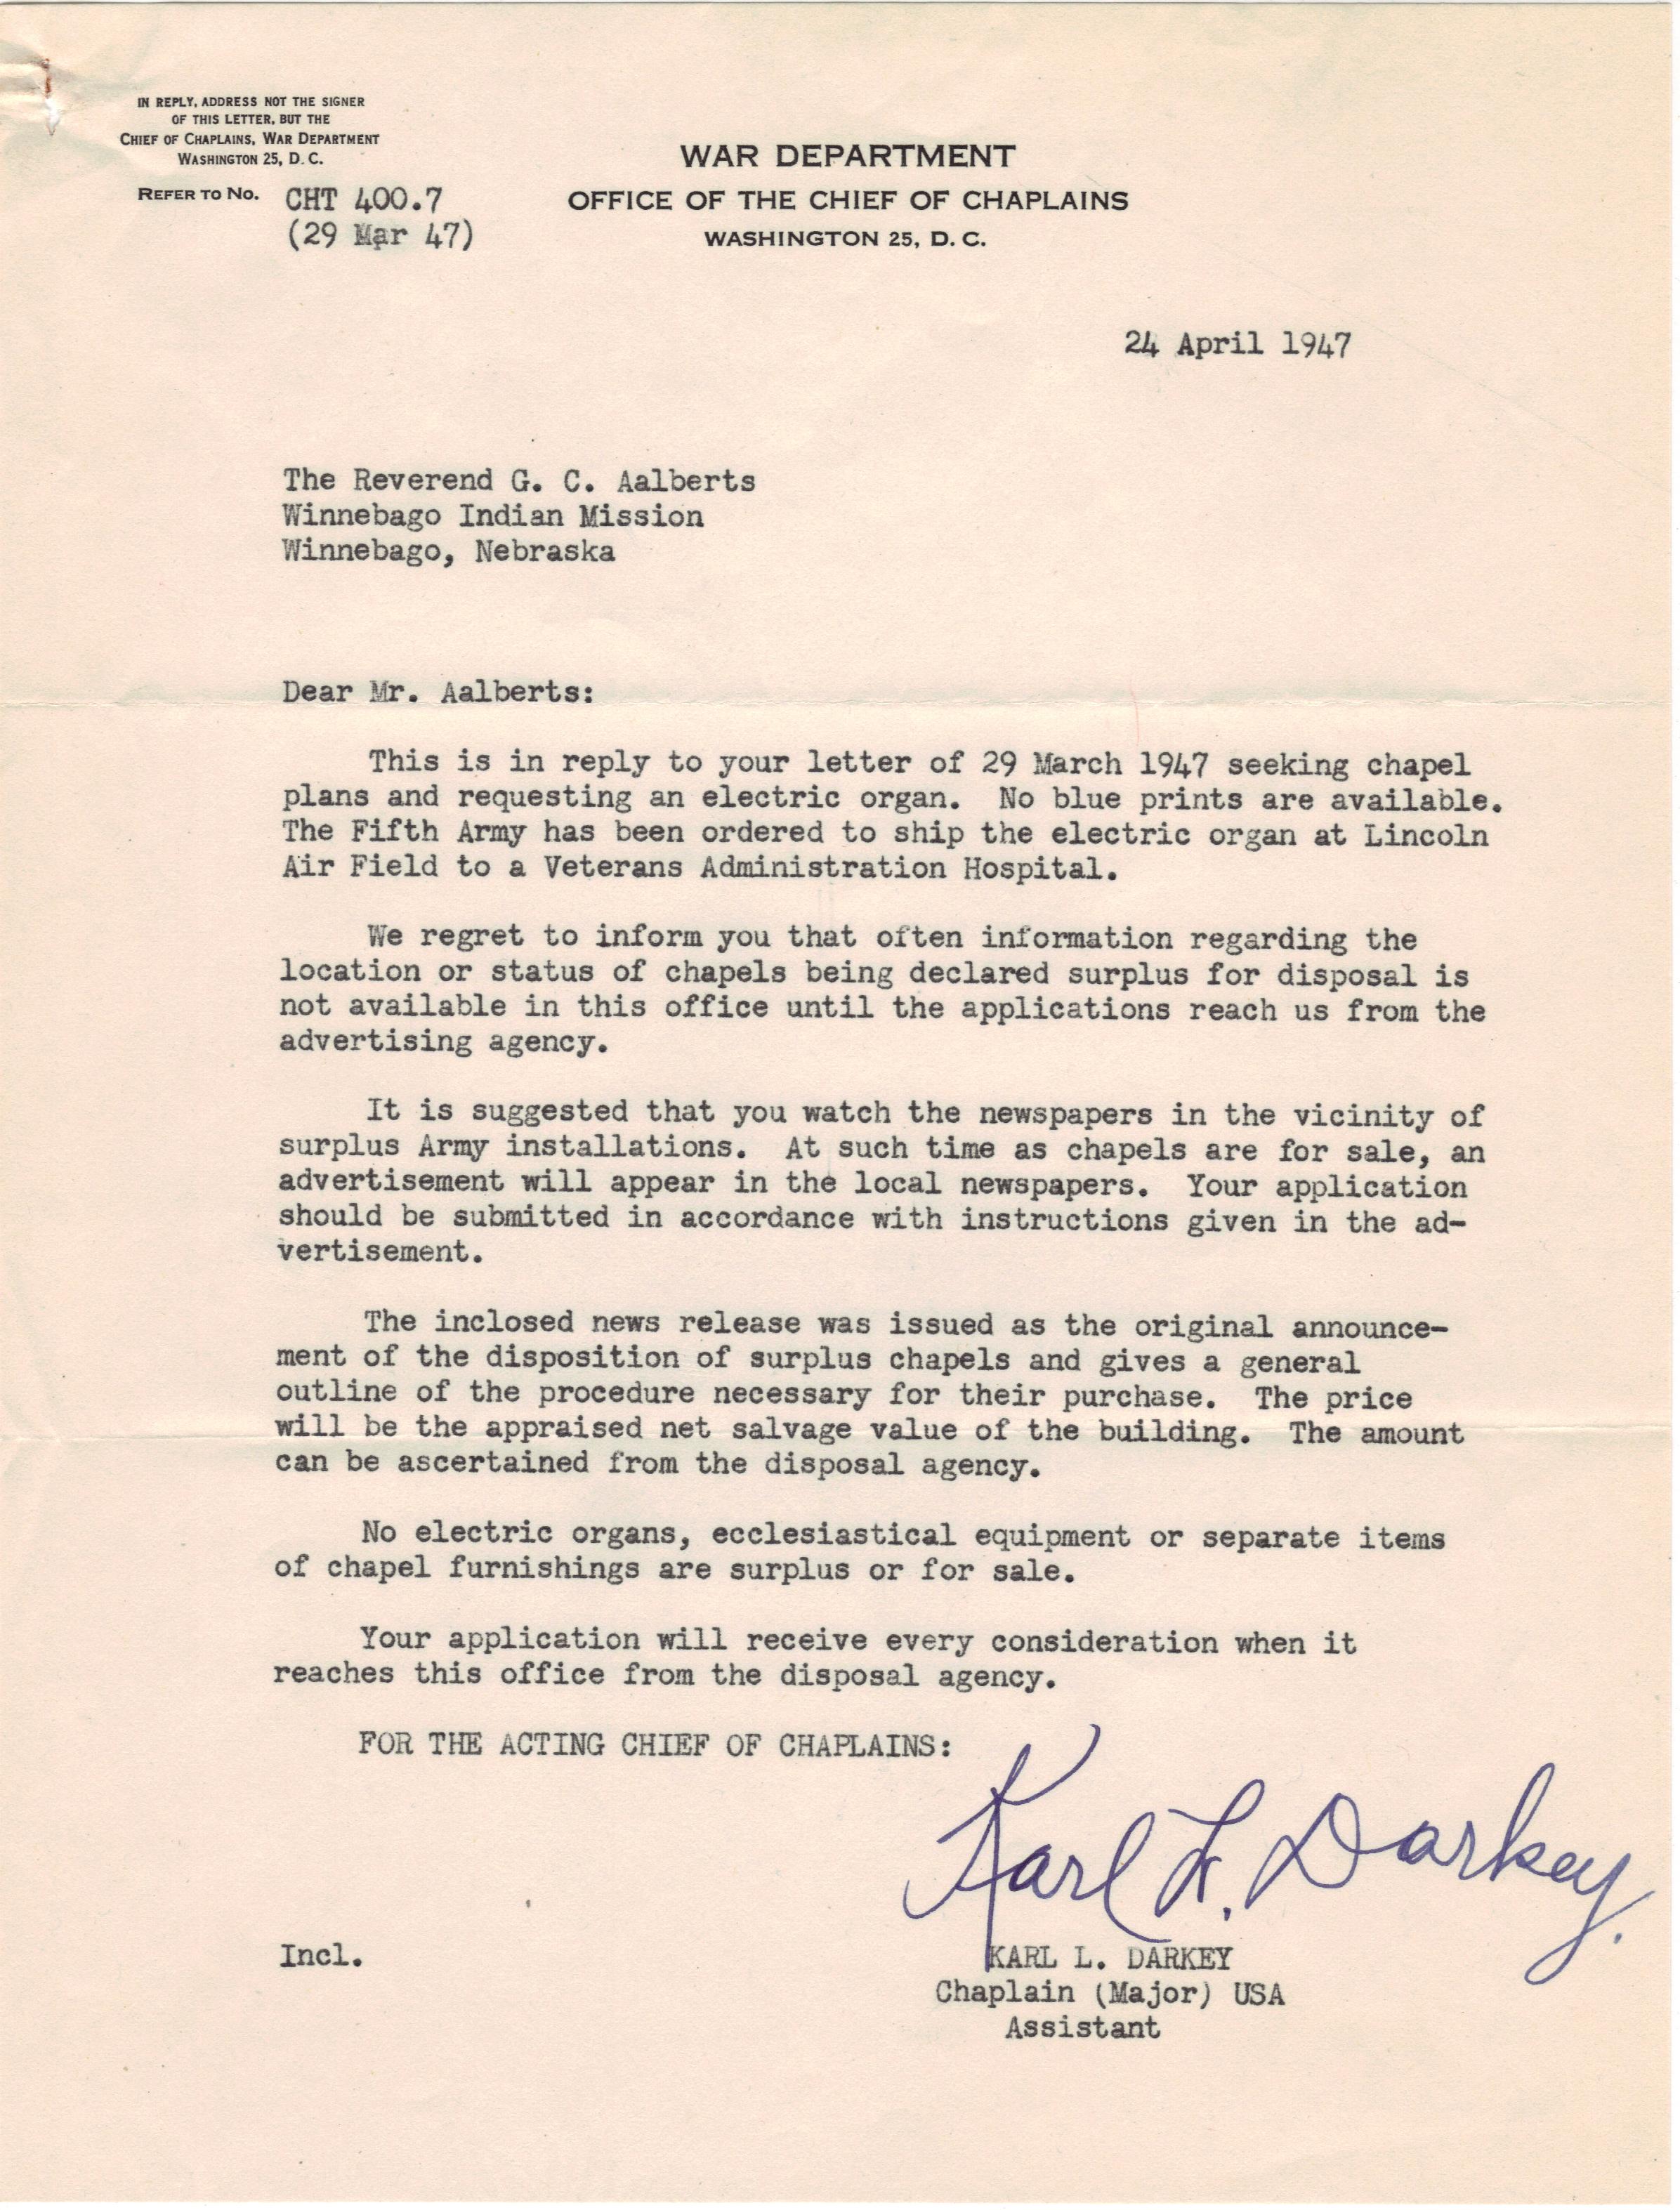 IN REPLY, ADDRESS NOT THE SIGNER
OF THIS LETTER, BUT THE
CHIEF OF CHAPLAINS, WAR DEPARTMENT
WASHINGTON 25, D. C.
REFER TO NO. CHT 400.7
(29 Mar 47)
WAR DEPARTMENT
OFFICE OF THE CHIEF OF CHAPLAINS
WASHINGTON 25, D. C.
24 April 1947
The Reverend G. C. Aalberts
Winnebago Indian Mission
Winnebago, Nebraska
Dear Mr. Aalberts:
This is in reply to your letter of 29 March 1947 seeking chapel
plans and requesting an electric organ. No blue prints are available.
The Fifth Army has been ordered to ship the electric organ at Lincoln
Air Field to a Veterans Administration Hospital.
We regret to inform you that often information regarding the
location or status of chapels being declared surplus for disposal is
not available in this office until the applications reach us from the
advertising agency.
It is suggested that you watch the newspapers in the vicinity of
surplus Army installations. At such time as chapels are for sale, an
advertisement will appear in the local newspapers. Your application
should be submitted in accordance with instructions given in the ad-
vertisement.
The inclosed news release was issued as the original announce-
ment of the disposition of surplus chapels and gives a general
outline of the procedure necessary for their purchase. The price
will be the appraised net salvage value of the building. The amount
can be ascertained from the disposal agency.
No electric organs, ecclesiastical equipment or separate items
of chapel furnishings are surplus or for sale.
Your application will receive every consideration when it
reaches this office from the disposal agency.
FOR THE ACTING CHIEF OF CHAPLAINS:
Karl L. Darkey.
Incl.
KARL L. DARKEY
Chaplain (Major) USA
Assistant